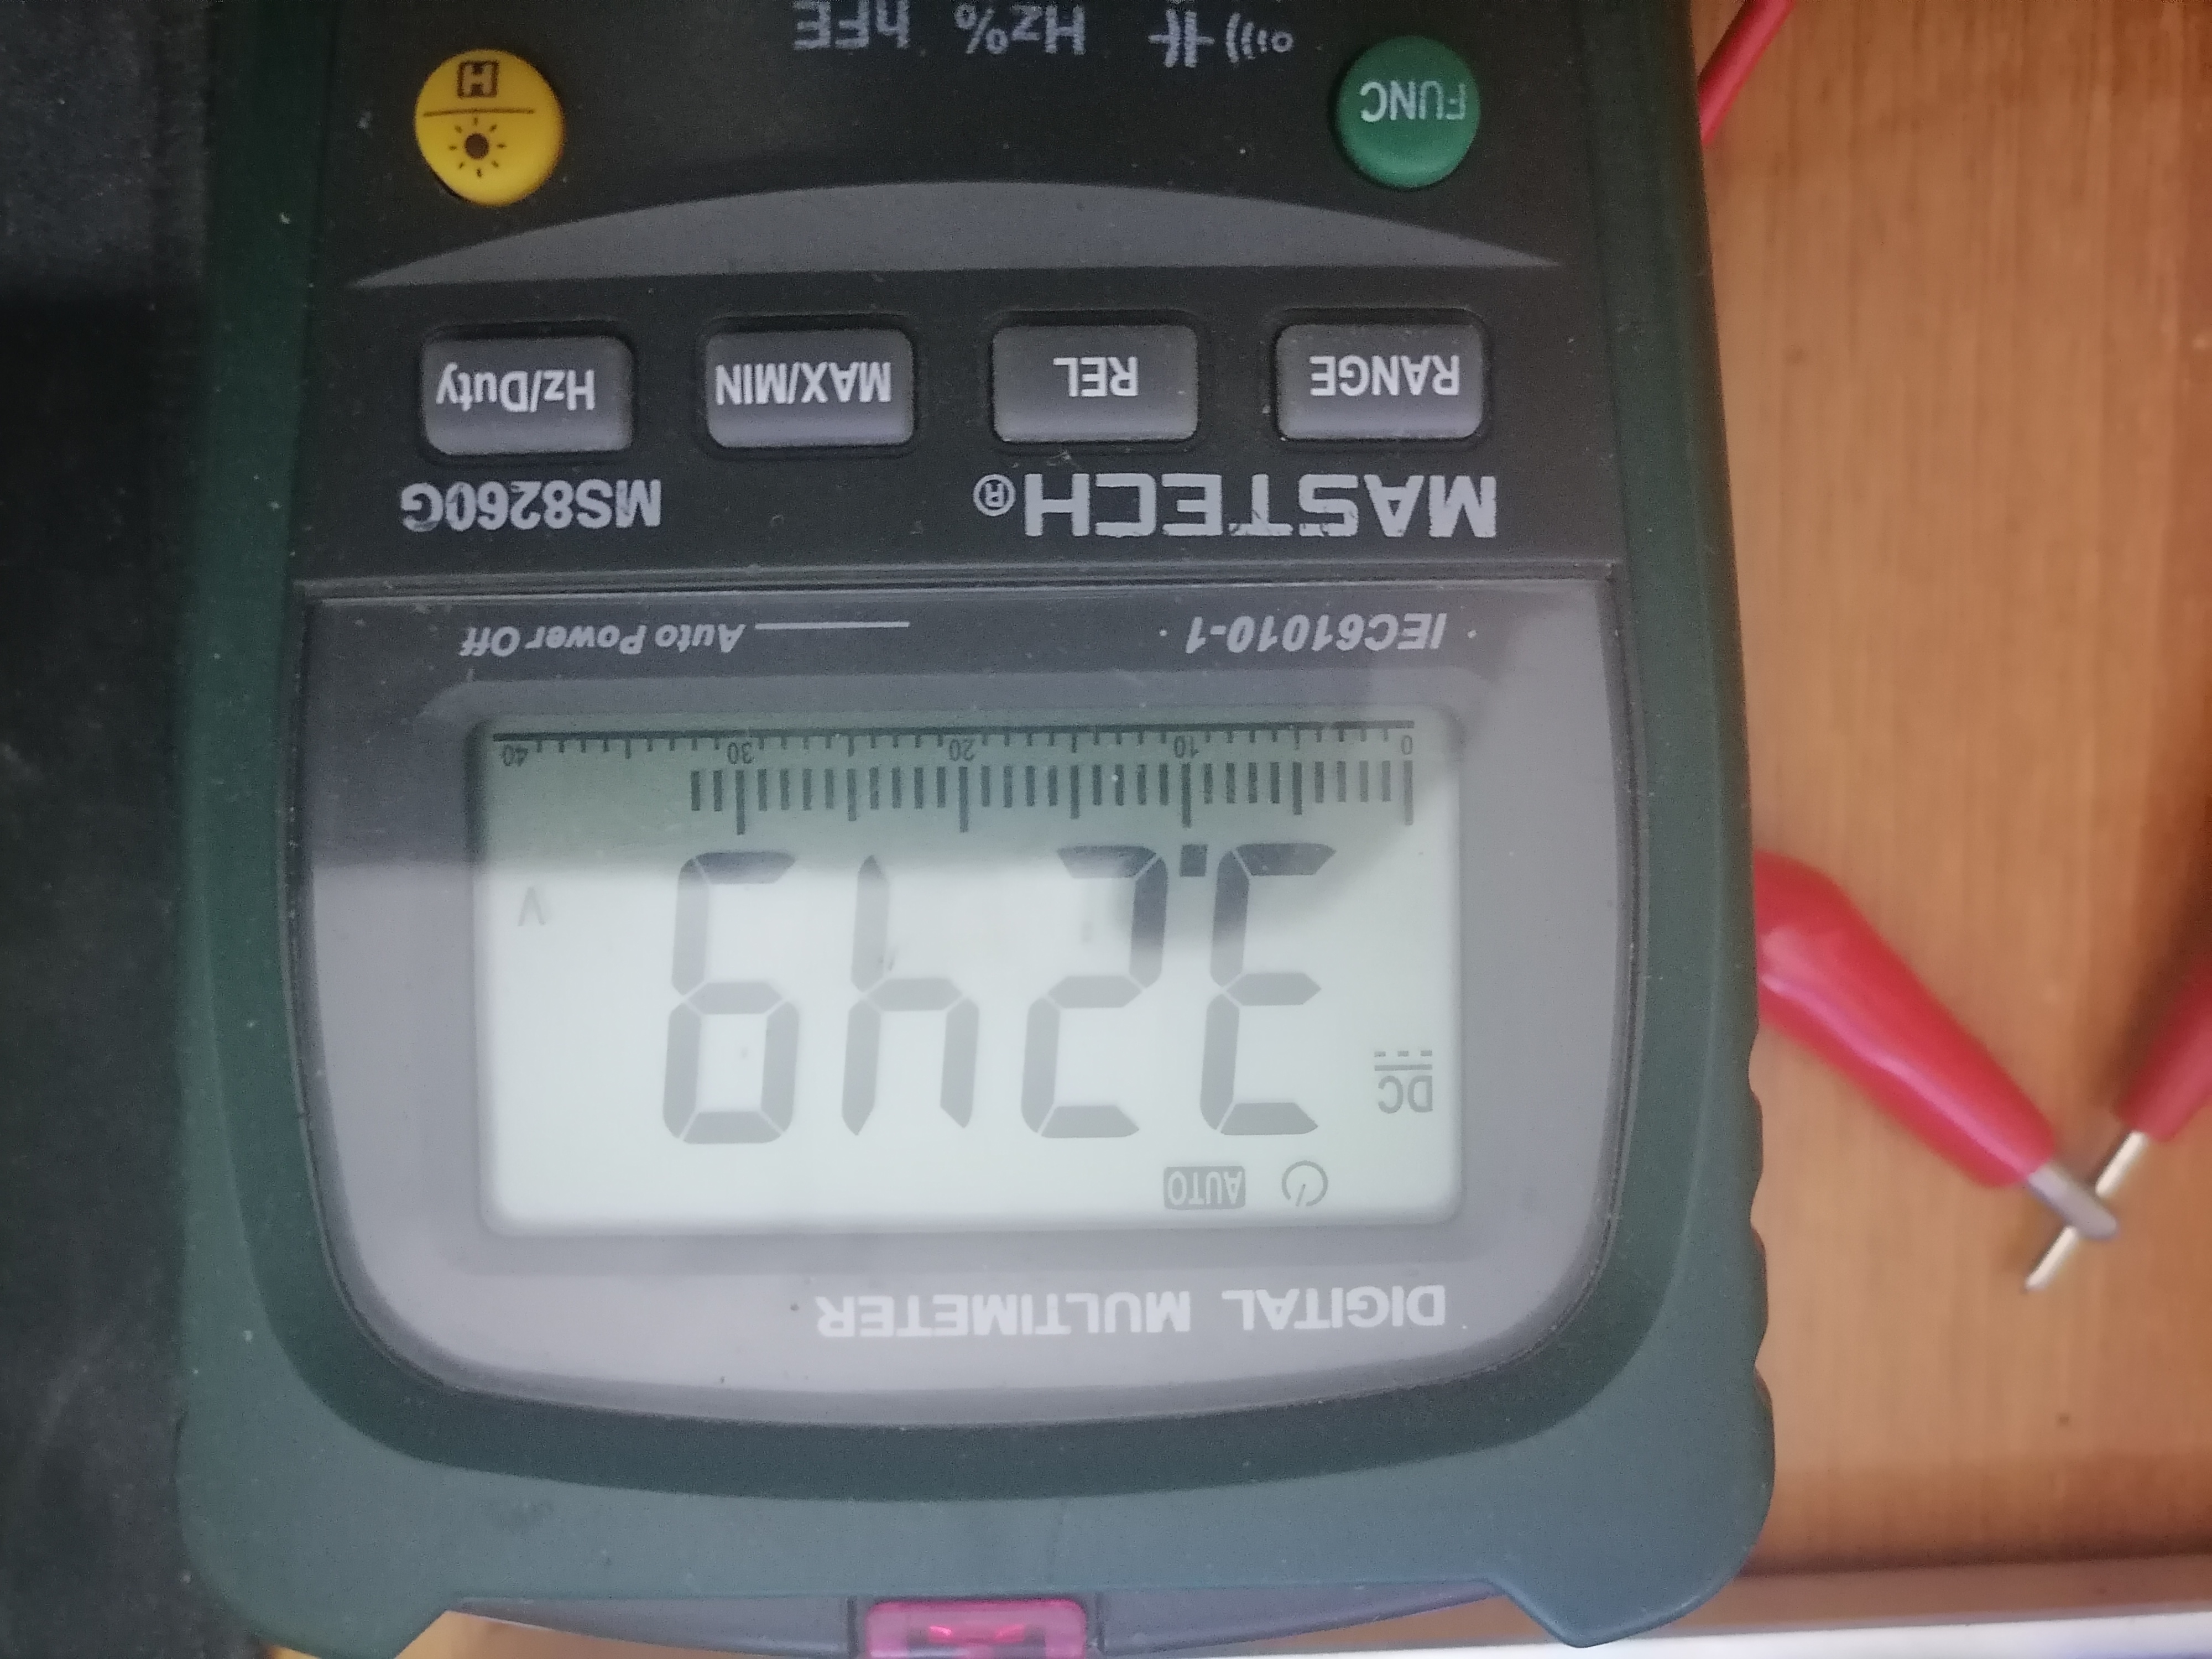 DIGITAL MULTIMETER
AUTO
DC 3.249 V
0 10 20 30 40
· IEC61010-1 · Auto Power Off
MASTECH® MS8260G
RANGE REL MAX/MIN Hz/Duty
FUNC H
Hz% hFE